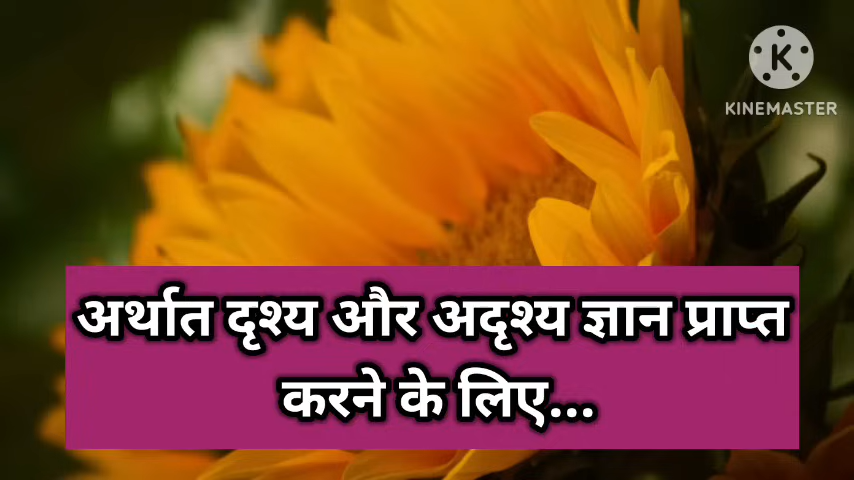 KINEMASTER
अर्थात दृश्य और अदृश्य ज्ञान प्राप्त
करने के लिए...